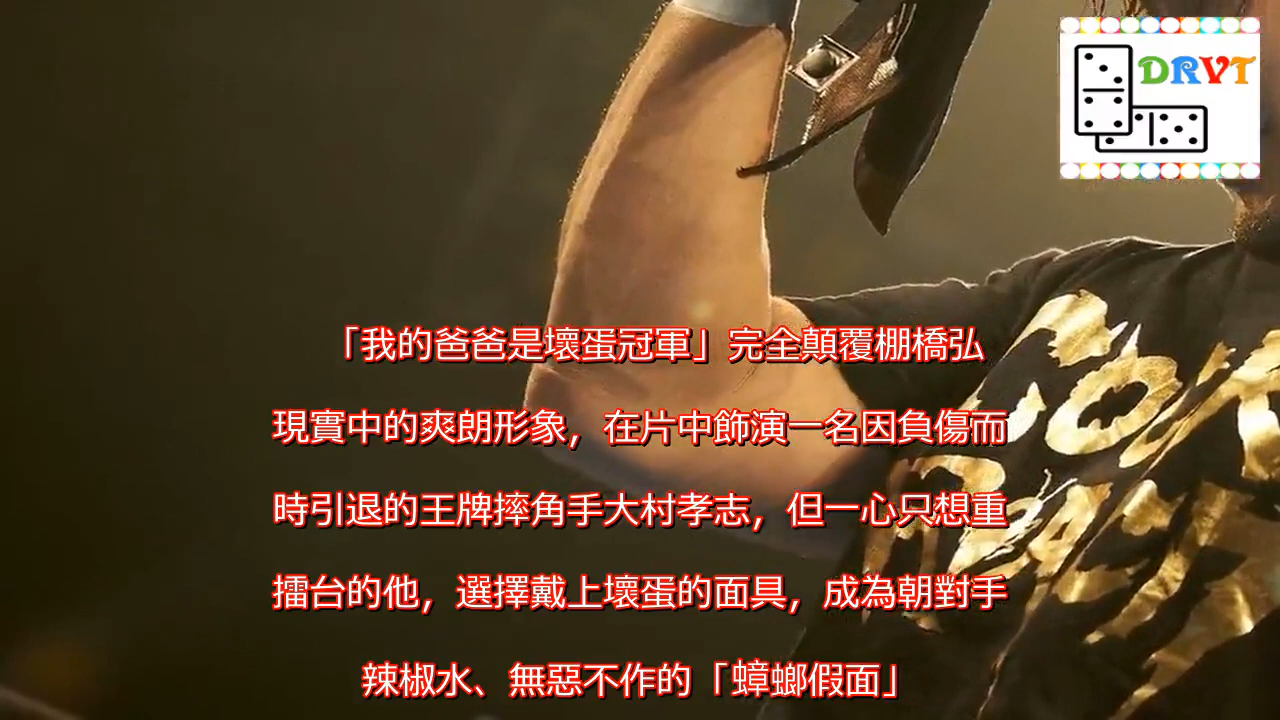 DRVT
「我的爸爸是壞蛋冠軍」完全顛覆棚橋弘
現實中的爽朗形象，在片中飾演一名因負傷而
時引退的王牌摔角手大村孝志，但一心只想重
擂台的他，選擇戴上壞蛋的面具，成為朝對手
辣椒水、無惡不作的「蟑螂假面」